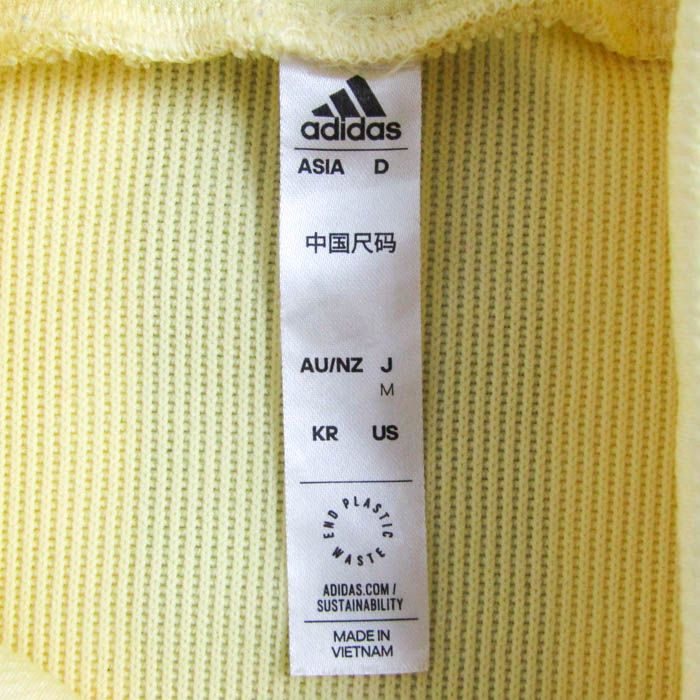 adidas
ASIA D
中国尺码
AU/NZ J
M
KR US
END PLASTIC WASTE
ADIDAS.COM/
SUSTAINABILITY
MADE IN
VIETNAM